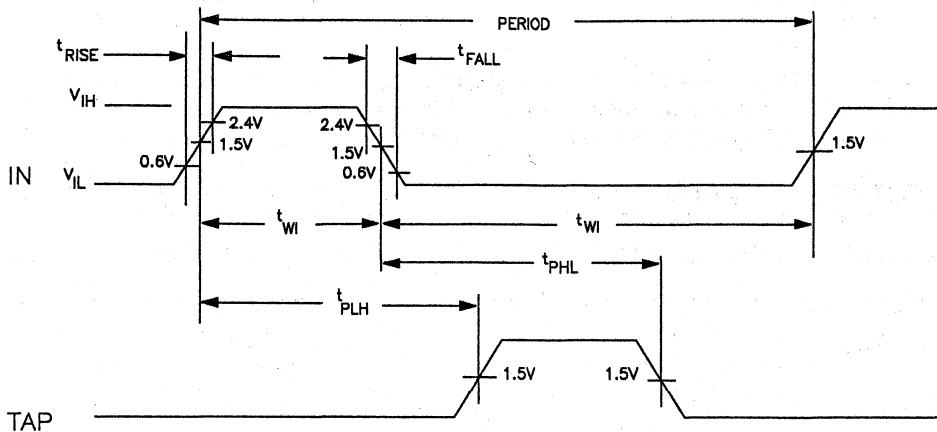 PERIOD
tRISE
tFALL
VIH
2.4V
2.4V
1.5V
1.5V
1.5V
0.6V
0.6V
IN
VIL
tWI
tWI
tPHL
tPLH
1.5V
1.5V
TAP